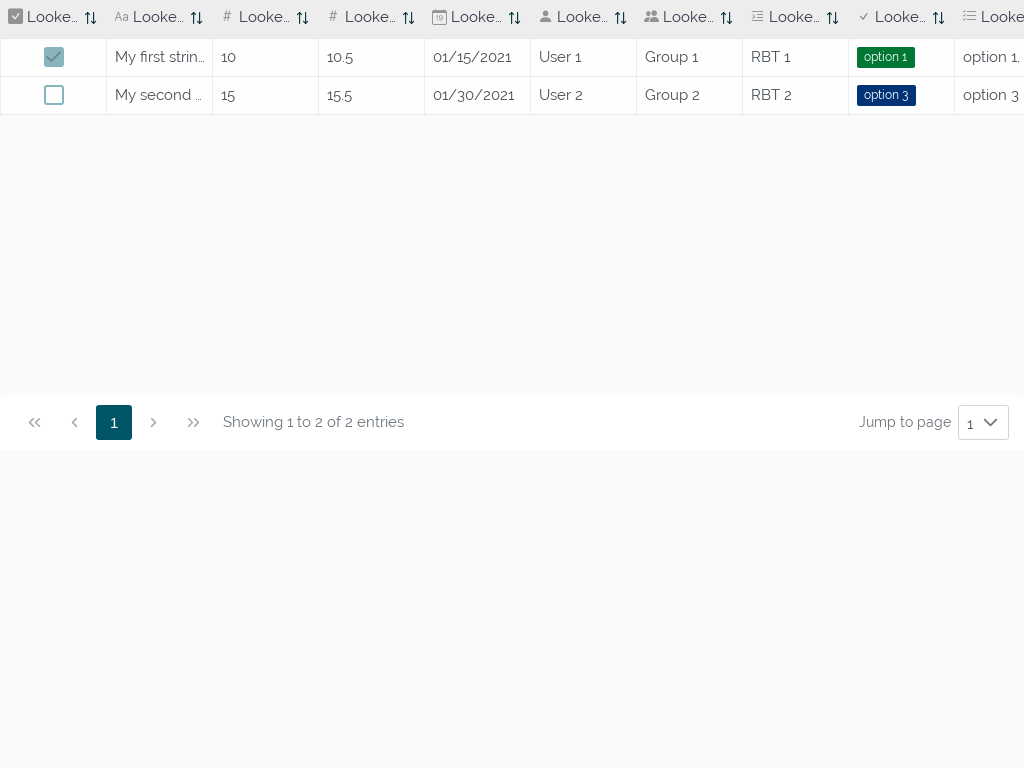 Looke... Aa Looke... # Looke... # Looke... 19 Looke... Looke... Looke... Looke... Looke... Looke
My first strin... 10 10.5 01/15/2021 User 1 Group 1 RBT 1 option 1 option 1,
My second ... 15 15.5 01/30/2021 User 2 Group 2 RBT 2 option 3 option 3
1 Showing 1 to 2 of 2 entries Jump to page 1